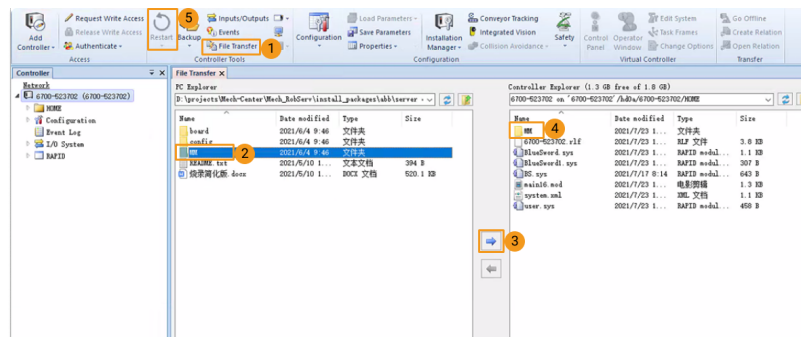 Add Controller
Request Write Access
Release Write Access
Authenticate
Access
Restart
5
Backup
Inputs/Outputs
Events
File Transfer
1
Controller Tools
Configuration
Load Parameters
Save Parameters
Properties
Configuration
Installation Manager
Conveyor Tracking
Integrated Vision
Collision Avoidance
Safety
Control Panel
Operator Window
Edit System
Task Frames
Change Options
Virtual Controller
Go Offline
Create Relation
Open Relation
Transfer
Controller
Network
6700-523702 (6700-523702)
HOME
Configuration
Event Log
I/O System
RAPID
File Transfer X
PC Explorer
D:\projects\Mech-Center\Mech_RobServ\install_packages\abb\server
Name Date modified Type Size
board 2021/6/4 9:46 文件夹
config 2021/6/4 9:46 文件夹
MM 2 2021/6/4 9:46 文件夹
README.txt 2021/5/10 1... 文本文档 394 B
烧录简化版.docx 2021/5/10 1... DOCX 文档 520.1 KB
3
Controller Explorer (1.3 GB free of 1.8 GB)
6700-523702 on '6700-523702'/hd0a/6700-523702/HOME
Name Date modified Type Size
MM 4 2021/7/23 1... 文件夹
6700-523702.rlf 2021/7/23 1... RLF 文件 3.8 KB
BlueSword.sys 2021/7/23 1... RAPID modul... 1.1 KB
BlueSword1.sys 2021/7/23 1... RAPID modul... 307 B
BS.sys 2021/7/17 8:14 RAPID modul... 643 B
main16.mod 2021/7/23 1... 电影剪辑 1.3 KB
system.xml 2021/7/23 1... XML 文档 1.1 KB
user.sys 2021/7/23 1... RAPID modul... 458 B